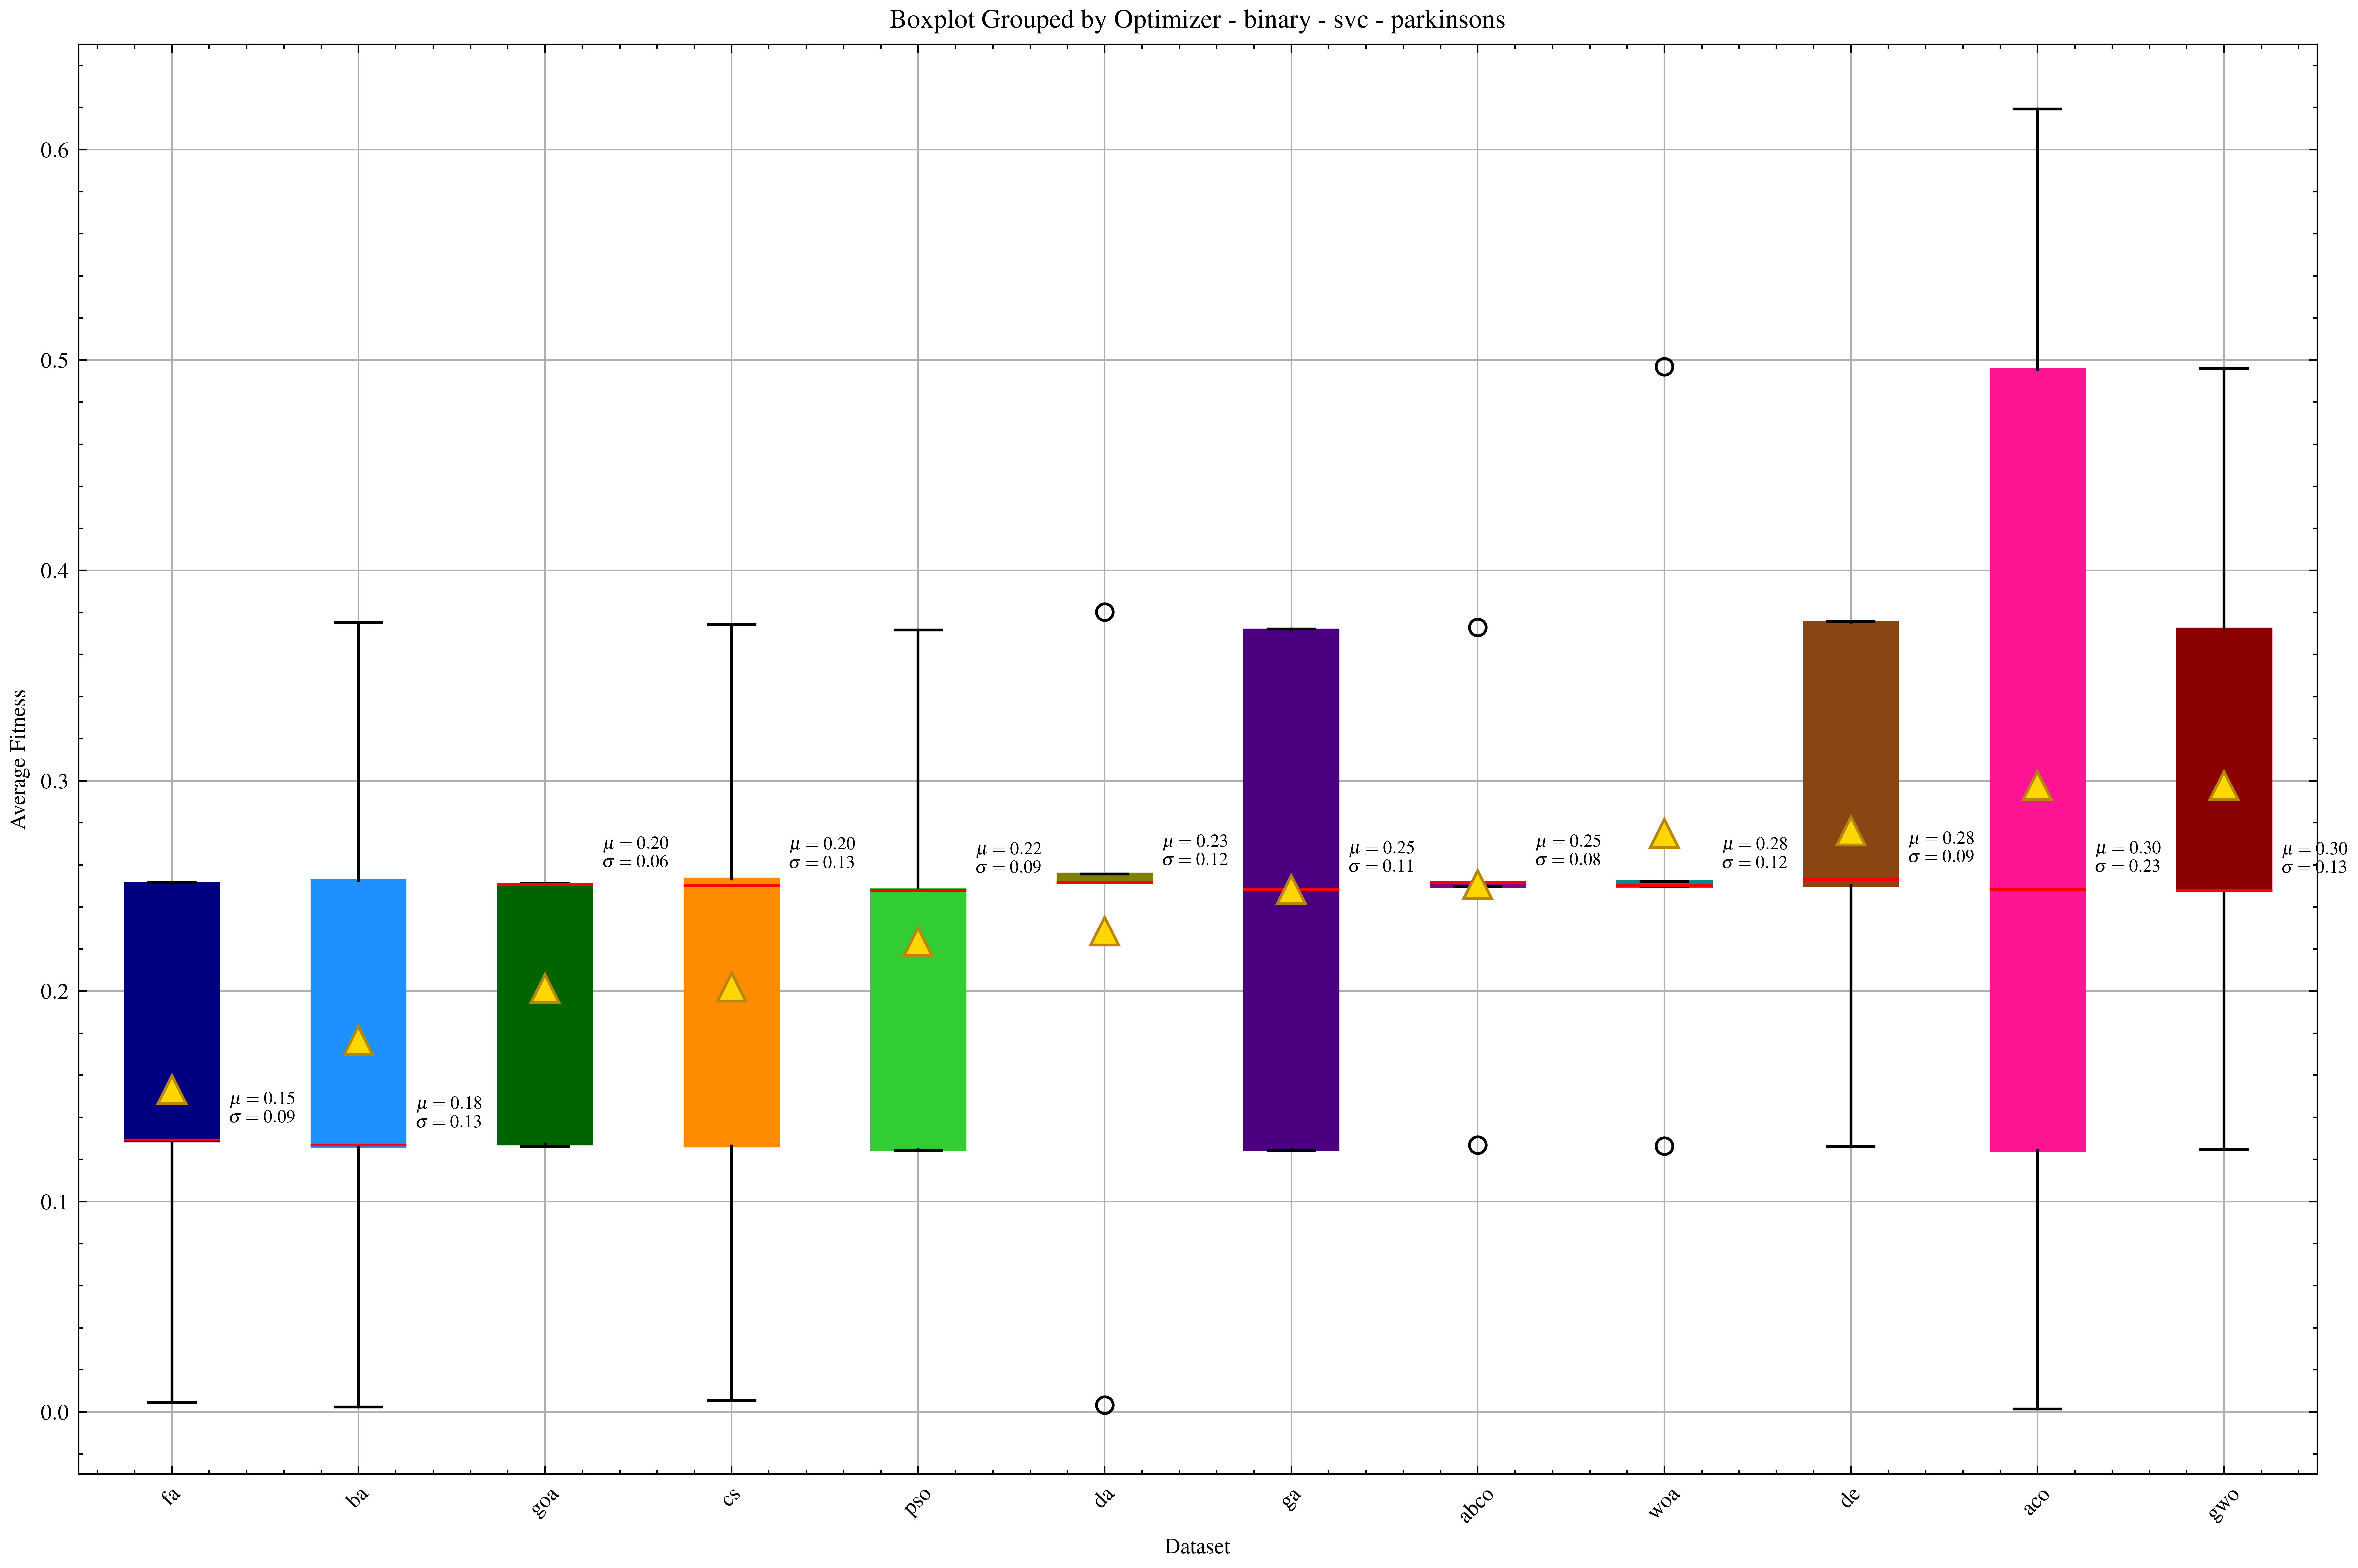 Boxplot Grouped by Optimizer - binary - svc - parkinsons
Average Fitness
0.6
0.5
0.4
0.3
0.2
0.1
0.0
μ = 0.15
σ = 0.09
μ = 0.18
σ = 0.13
μ = 0.20
σ = 0.06
μ = 0.20
σ = 0.13
μ = 0.22
σ = 0.09
μ = 0.23
σ = 0.12
μ = 0.25
σ = 0.11
μ = 0.25
σ = 0.08
μ = 0.28
σ = 0.12
μ = 0.28
σ = 0.09
μ = 0.30
σ = 0.23
μ = 0.30
σ = 0.13
fa
ba
goa
cs
pso
da
ga
abco
woa
de
aco
gwo
Dataset